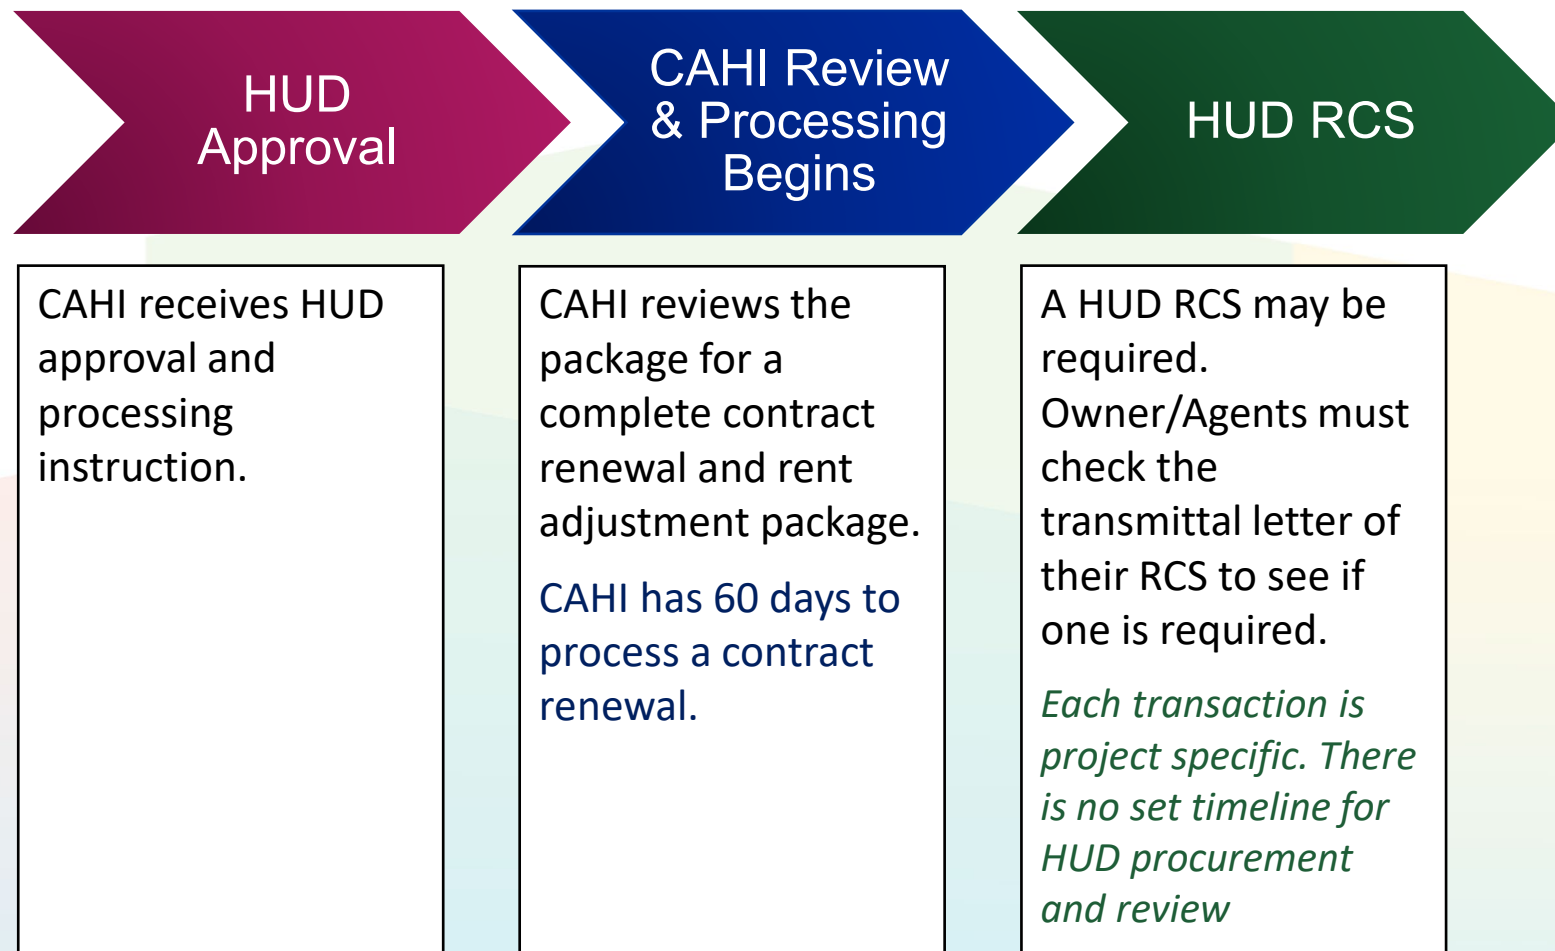 HUD
Approval
CAHI Review
& Processing
Begins
HUD RCS
CAHI receives HUD
approval and
processing
instruction.
CAHI reviews the
package for a
complete contract
renewal and rent
adjustment package.
CAHI has 60 days to
process a contract
renewal.
A HUD RCS may be
required.
Owner/Agents must
check the
transmittal letter of
their RCS to see if
one is required.
Each transaction is
project specific. There
is no set timeline for
HUD procurement
and review